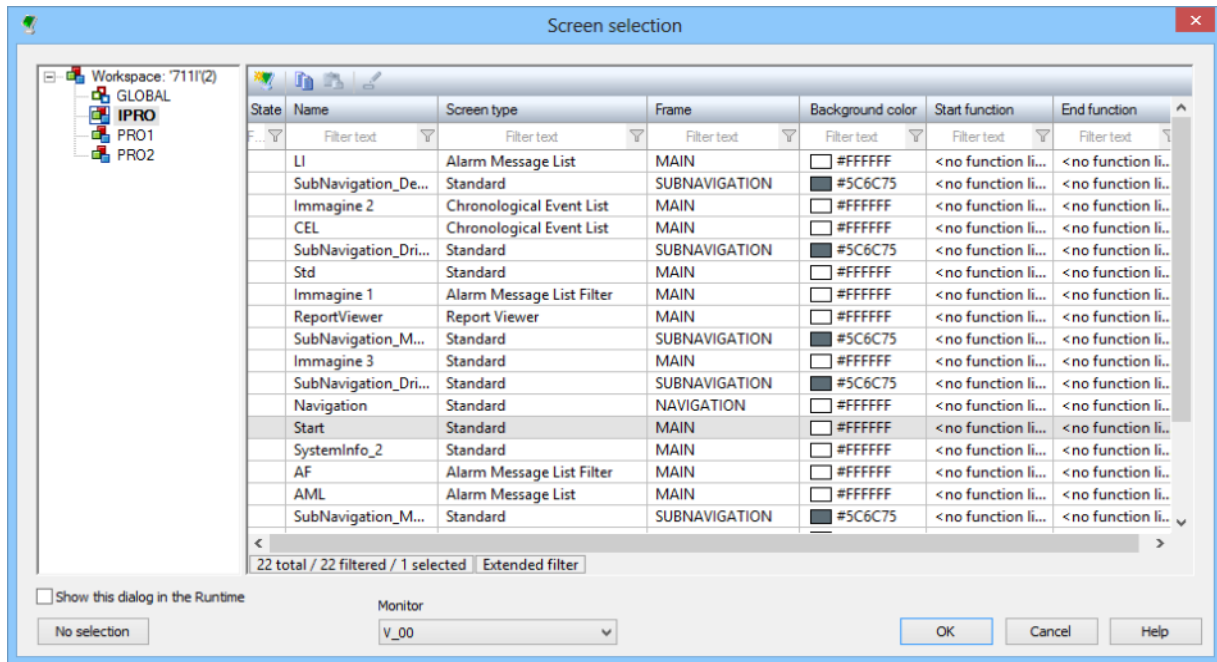 Screen selection
Workspace: '711I'(2)
GLOBAL
IPRO
PRO1
PRO2
State Name Screen type Frame Background color Start function End function
F... Filter text Filter text Filter text Filter text Filter text Filter text
LI Alarm Message List MAIN #FFFFFF <no function li... <no function li..
SubNavigation_De... Standard SUBNAVIGATION #5C6C75 <no function li... <no function li..
Immagine 2 Chronological Event List MAIN #FFFFFF <no function li... <no function li..
CEL Chronological Event List MAIN #FFFFFF <no function li... <no function li..
SubNavigation_Dri... Standard SUBNAVIGATION #5C6C75 <no function li... <no function li..
Std Standard MAIN #FFFFFF <no function li... <no function li..
Immagine 1 Alarm Message List Filter MAIN #FFFFFF <no function li... <no function li..
ReportViewer Report Viewer MAIN #FFFFFF <no function li... <no function li..
SubNavigation_M... Standard SUBNAVIGATION #5C6C75 <no function li... <no function li..
Immagine 3 Standard MAIN #FFFFFF <no function li... <no function li..
SubNavigation_Dri... Standard SUBNAVIGATION #5C6C75 <no function li... <no function li..
Navigation Standard NAVIGATION #FFFFFF <no function li... <no function li..
Start Standard MAIN #FFFFFF <no function li... <no function li..
SystemInfo_2 Standard MAIN #FFFFFF <no function li... <no function li..
AF Alarm Message List Filter MAIN #FFFFFF <no function li... <no function li..
AML Alarm Message List MAIN #FFFFFF <no function li... <no function li..
SubNavigation_M... Standard SUBNAVIGATION #5C6C75 <no function li... <no function li..
22 total / 22 filtered / 1 selected Extended filter
Show this dialog in the Runtime
Monitor
No selection V_00 OK Cancel Help